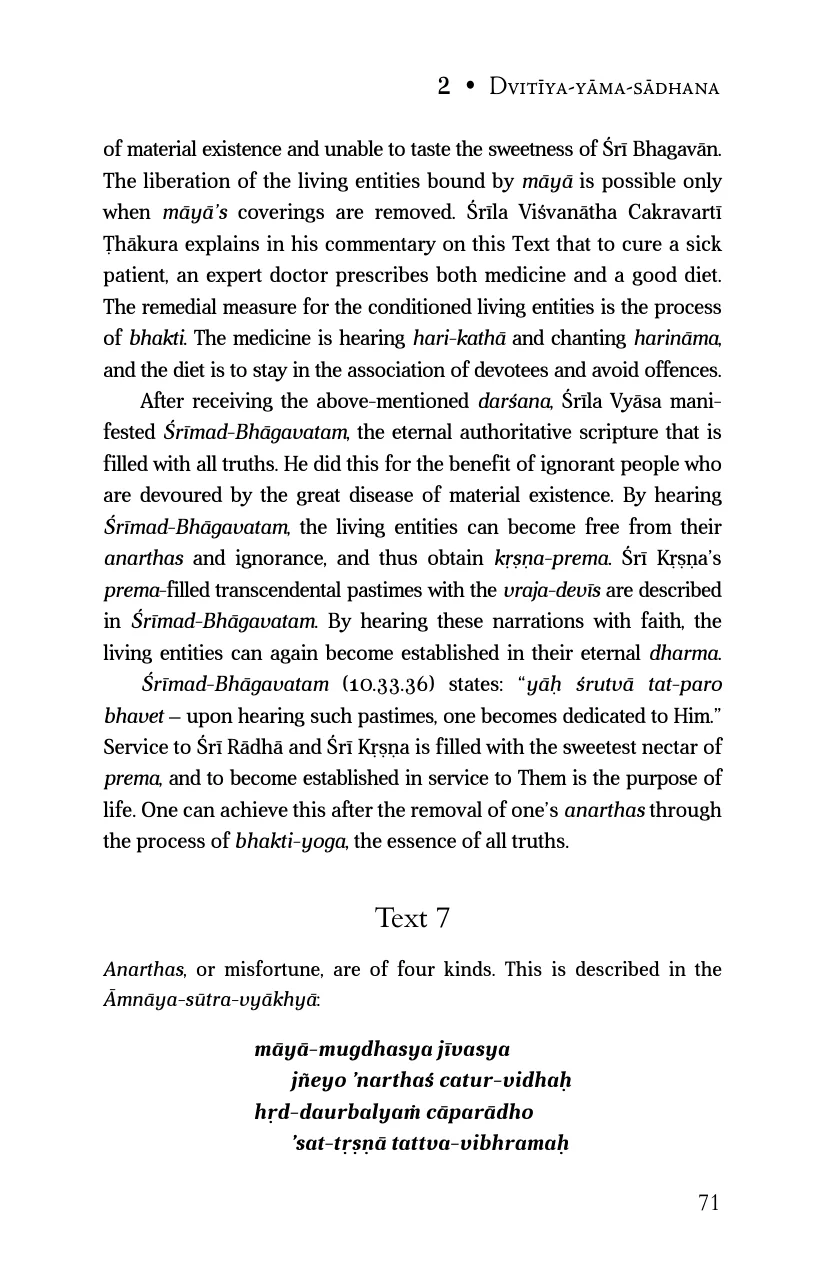 2 • Dvitīya-yāma-sādhana
of material existence and unable to taste the sweetness of Śrī Bhagavān.
The liberation of the living entities bound by māyā is possible only
when māyā’s coverings are removed. Śrīla Viśvanātha Cakravartī
Ṭhākura explains in his commentary on this Text that to cure a sick
patient, an expert doctor prescribes both medicine and a good diet.
The remedial measure for the conditioned living entities is the process
of bhakti. The medicine is hearing hari-kathā and chanting harināma,
and the diet is to stay in the association of devotees and avoid offences.
After receiving the above-mentioned darśana, Śrīla Vyāsa mani-
fested Śrīmad-Bhāgavatam, the eternal authoritative scripture that is
filled with all truths. He did this for the benefit of ignorant people who
are devoured by the great disease of material existence. By hearing
Śrīmad-Bhāgavatam, the living entities can become free from their
anarthas and ignorance, and thus obtain kṛṣṇa-prema. Śrī Kṛṣṇa’s
prema-filled transcendental pastimes with the vraja-devīs are described
in Śrīmad-Bhāgavatam. By hearing these narrations with faith, the
living entities can again become established in their eternal dharma.
Śrīmad-Bhāgavatam (10.33.36) states: “yāḥ śrutvā tat-paro
bhavet – upon hearing such pastimes, one becomes dedicated to Him.”
Service to Śrī Rādhā and Śrī Kṛṣṇa is filled with the sweetest nectar of
prema, and to become established in service to Them is the purpose of
life. One can achieve this after the removal of one’s anarthas through
the process of bhakti-yoga, the essence of all truths.
Text 7
Anarthas, or misfortune, are of four kinds. This is described in the
Āmnāya-sūtra-vyākhyā:
māyā-mugdhasya jīvasya
jñeyo ’narthaś catur-vidhaḥ
hṛd-daurbalyaṁ cāparādho
’sat-tṛṣṇā tattva-vibhramaḥ
71